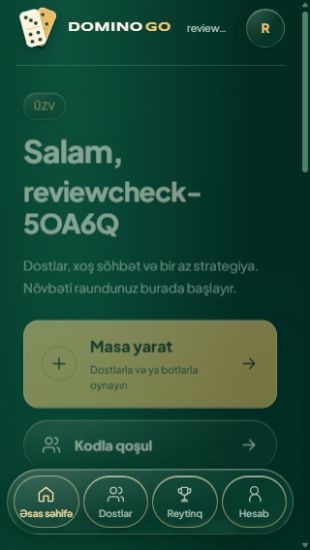 DOMINO GO
review...
R
ÜZV
Salam,
reviewcheck-
5OA6Q
Dostlar, xoş söhbət və bir az strategiya.
Növbəti raundunuz burada başlayır.
Masa yarat
Dostlarla və ya botlarla
oynayın
Kodla qoşul
Əsas səhifə
Dostlar
Reytinq
Hesab